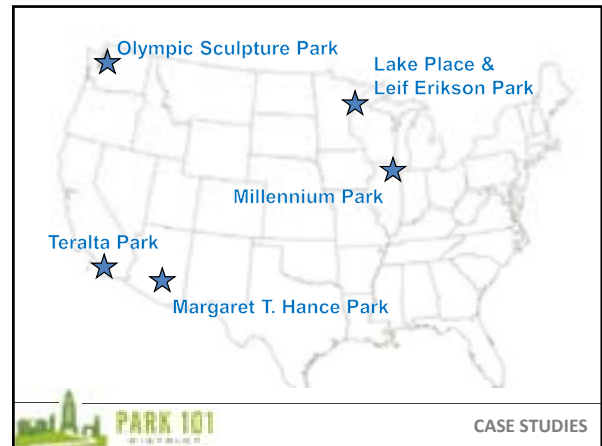 Olympic Sculpture Park
Lake Place &
Leif Erikson Park
Millennium Park
Teralta Park
Margaret T. Hance Park
PARK 101
DISTRICT
CASE STUDIES